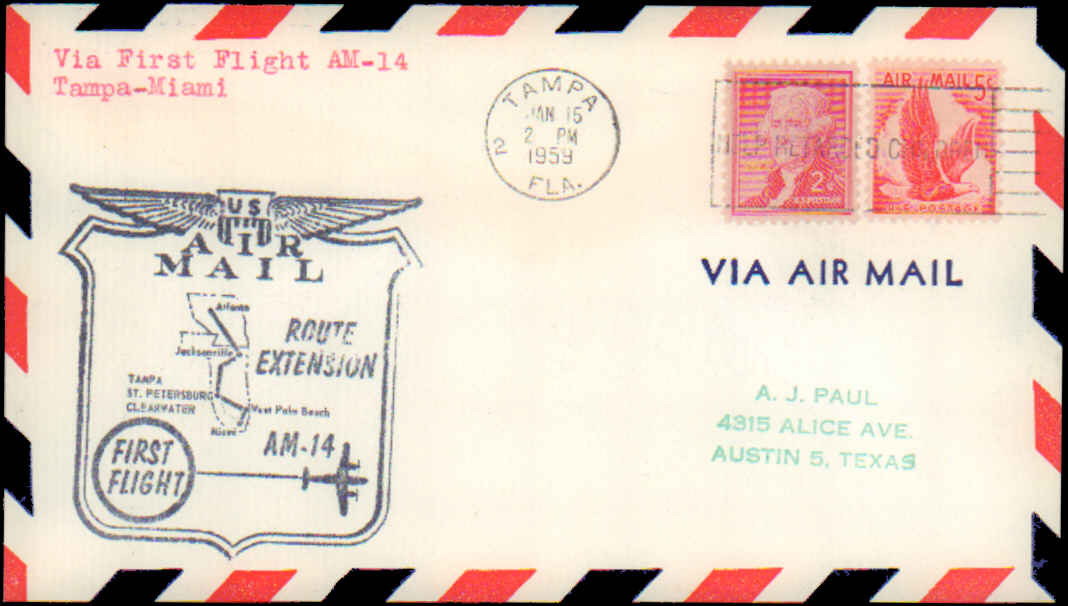 Via First Flight AM-14
Tampa-Miami
TAMPA
JAN 15
2 PM
1959
2
FLA.
2¢
U.S. POSTAGE
AIR MAIL 5¢
U.S. POSTAGE
VIA AIR MAIL
US
AIR
MAIL
Atlanta
ROUTE
EXTENSION
Jacksonville
TAMPA
ST. PETERSBURG
CLEARWATER
West Palm Beach
Miami
AM-14
FIRST
FLIGHT
A. J. PAUL
4315 ALICE AVE.
AUSTIN 5, TEXAS